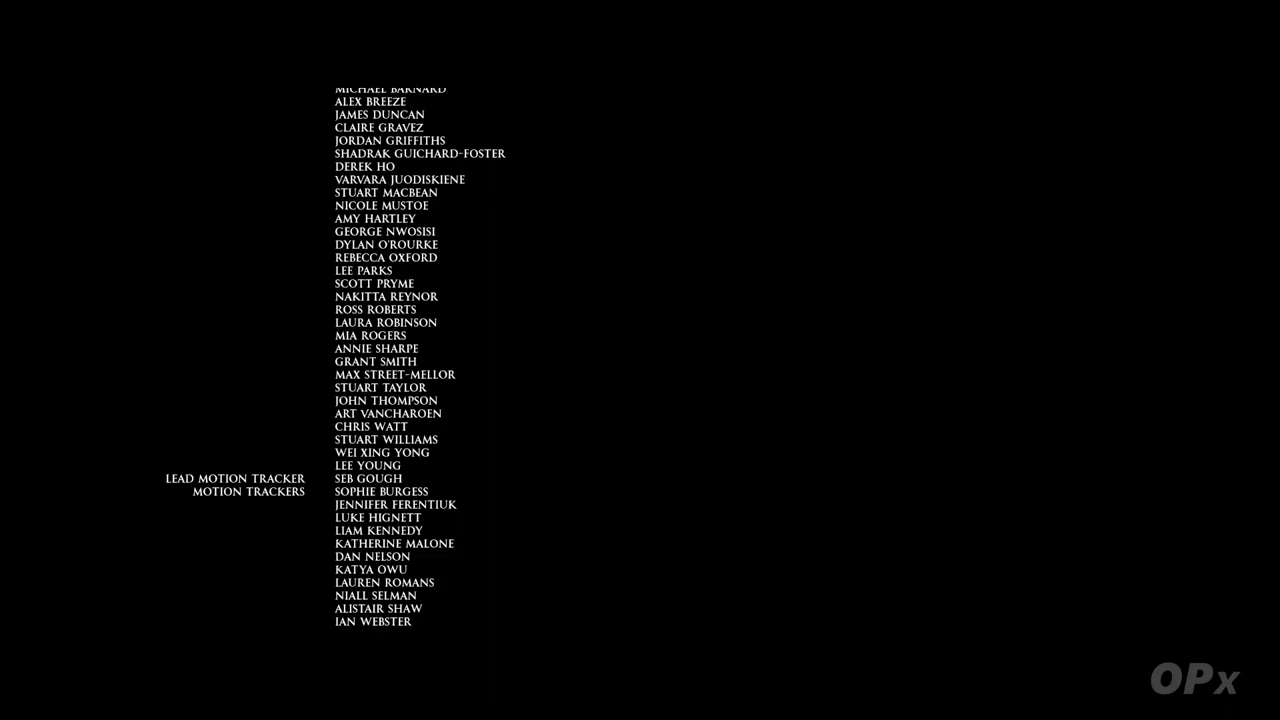 MICHAEL BARNARD
ALEX BREEZE
JAMES DUNCAN
CLAIRE GRAVEZ
JORDAN GRIFFITHS
SHADRAK GUICHARD-FOSTER
DEREK HO
VARVARA JUODISKIENE
STUART MACBEAN
NICOLE MUSTOE
AMY HARTLEY
GEORGE NWOSISI
DYLAN O'ROURKE
REBECCA OXFORD
LEE PARKS
SCOTT PRYME
NAKITTA REYNOR
ROSS ROBERTS
LAURA ROBINSON
MIA ROGERS
ANNIE SHARPE
GRANT SMITH
MAX STREET-MELLOR
STUART TAYLOR
JOHN THOMPSON
ART VANCHAROEN
CHRIS WATT
STUART WILLIAMS
WEI XING YONG
LEE YOUNG
LEAD MOTION TRACKER SEB GOUGH
MOTION TRACKERS SOPHIE BURGESS
JENNIFER FERENTIUK
LUKE HIGNETT
LIAM KENNEDY
KATHERINE MALONE
DAN NELSON
KATYA OWU
LAUREN ROMANS
NIALL SELMAN
ALISTAIR SHAW
IAN WEBSTER
OPx